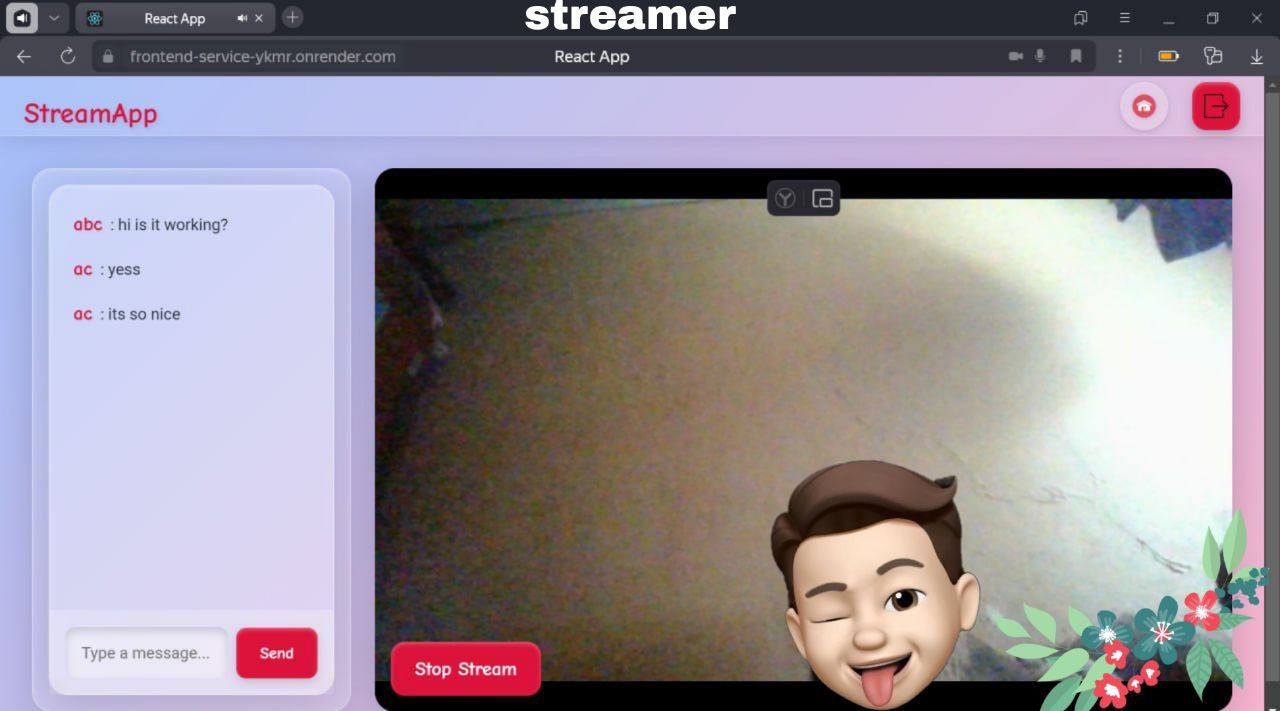 streamer
React App
frontend-service-ykmr.onrender.com
React App
StreamApp
abc : hi is it working?
ac : yess
ac : its so nice
Type a message...
Send
Stop Stream